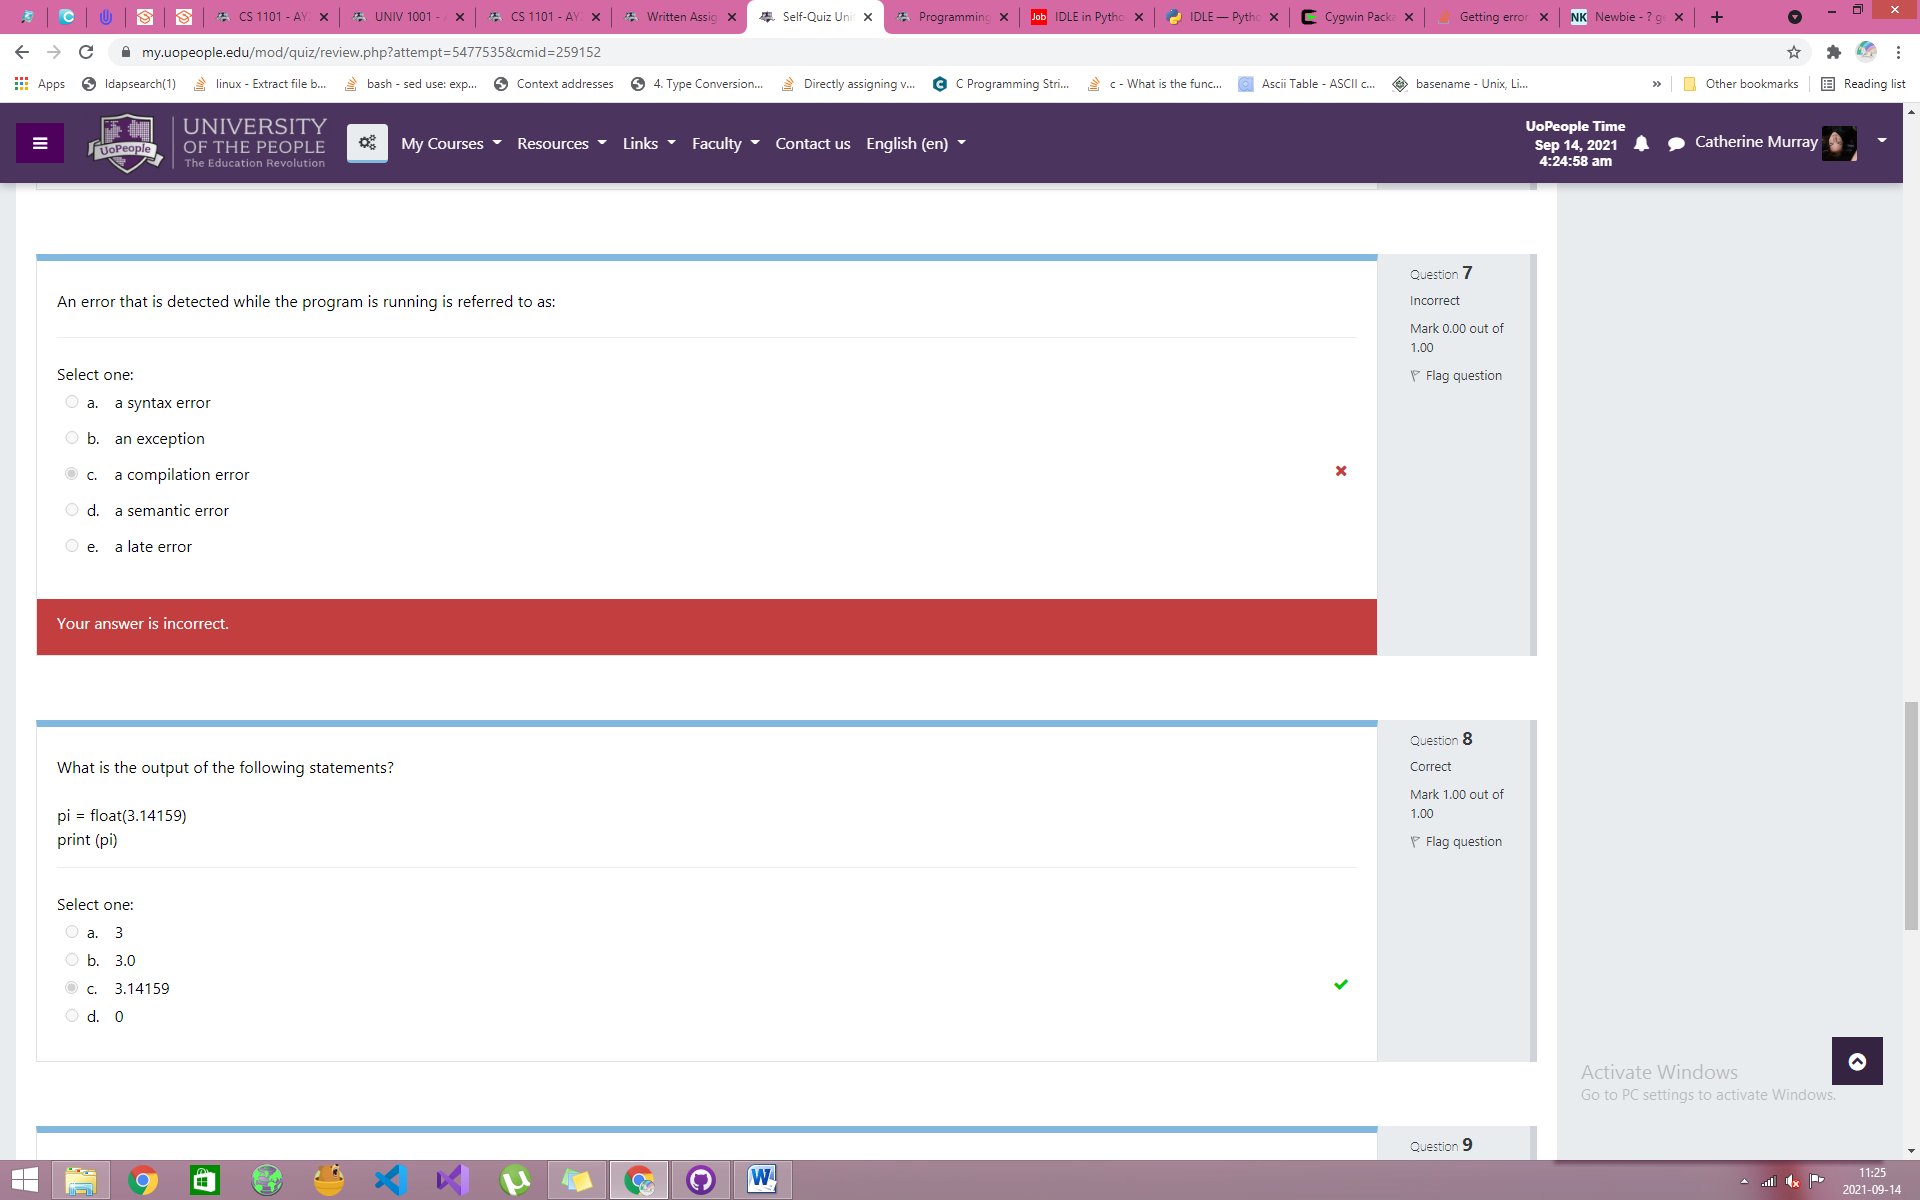 CS 1101 - AY
UNIV 1001 -
CS 1101 - AY
Written Assig
Self-Quiz Uni
Programming
Job
IDLE in Pytho
IDLE — Pytho
Cygwin Packa
Getting error
NK
Newbie - ? ge
my.uopeople.edu/mod/quiz/review.php?attempt=5477535&cmid=259152
Apps
ldapsearch(1)
linux - Extract file b...
bash - sed use: exp...
Context addresses
4. Type Conversion...
Directly assigning v...
C Programming Stri...
c - What is the func...
Ascii Table - ASCII c...
basename - Unix, Li...
»
Other bookmarks
Reading list
UoPeople
UNIVERSITY
OF THE PEOPLE
The Education Revolution
My Courses
Resources
Links
Faculty
Contact us
English (en)
UoPeople Time
Sep 14, 2021
4:24:58 am
Catherine Murray
An error that is detected while the program is running is referred to as:
Select one:
a. a syntax error
b. an exception
c. a compilation error
d. a semantic error
e. a late error
Your answer is incorrect.
Question 7
Incorrect
Mark 0.00 out of
1.00
Flag question
What is the output of the following statements?
pi = float(3.14159)
print (pi)
Select one:
a. 3
b. 3.0
c. 3.14159
d. 0
Question 8
Correct
Mark 1.00 out of
1.00
Flag question
Question 9
Activate Windows
Go to PC settings to activate Windows.
11:25
2021-09-14